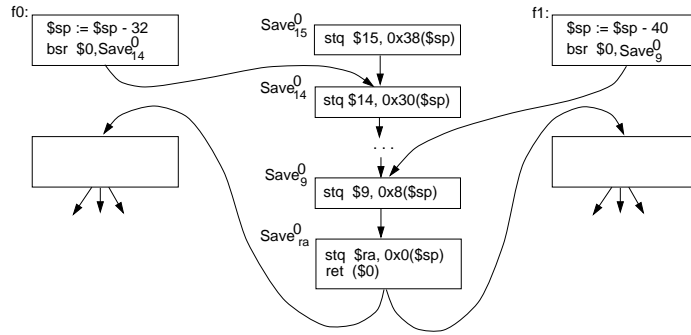 f0:
$sp := $sp - 32
bsr $0,Save⁰₁₄
Save⁰₁₅
stq $15, 0x38($sp)
f1:
$sp := $sp - 40
bsr $0,Save⁰₉
Save⁰₁₄
stq $14, 0x30($sp)
. . .
Save⁰₉
stq $9, 0x8($sp)
Save⁰ᵣₐ
stq $ra, 0x0($sp)
ret ($0)